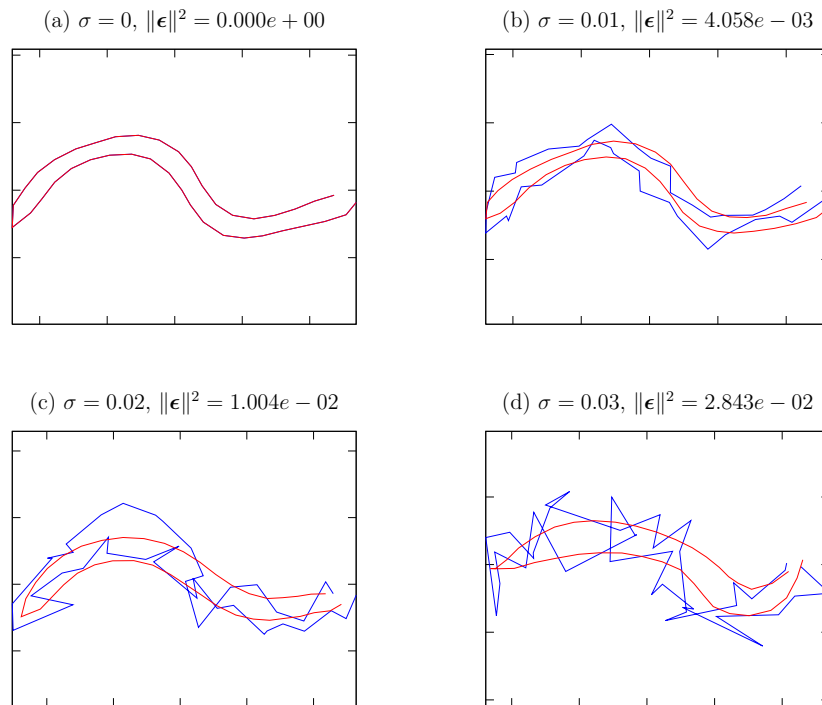 (a) σ = 0, ‖ϵ‖² = 0.000e + 00
(b) σ = 0.01, ‖ϵ‖² = 4.058e − 03
(c) σ = 0.02, ‖ϵ‖² = 1.004e − 02
(d) σ = 0.03, ‖ϵ‖² = 2.843e − 02